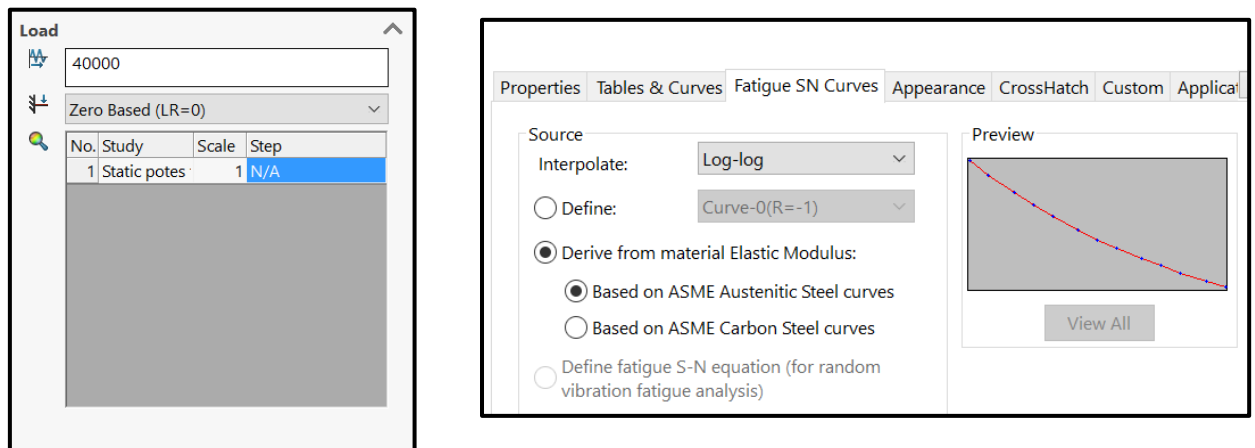 Load
40000
Zero Based (LR=0)
No. Study Scale Step
1 Static potes 1 N/A
Properties Tables & Curves Fatigue SN Curves Appearance CrossHatch Custom Applicat
Source
Interpolate: Log-log
Define: Curve-0(R=-1)
Derive from material Elastic Modulus:
Based on ASME Austenitic Steel curves
Based on ASME Carbon Steel curves
Define fatigue S-N equation (for random
vibration fatigue analysis)
Preview
View All